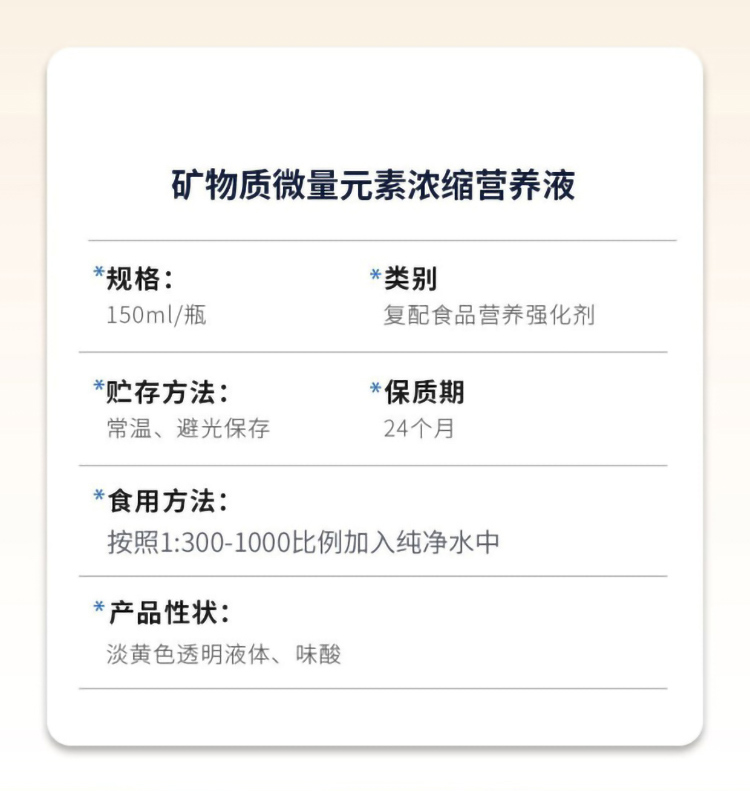 矿物质微量元素浓缩营养液
*规格：
*类别
150ml/瓶
复配食品营养强化剂
*贮存方法：
*保质期
常温、避光保存
24个月
*食用方法：
按照1:300-1000比例加入纯净水中
*产品性状：
淡黄色透明液体、味酸